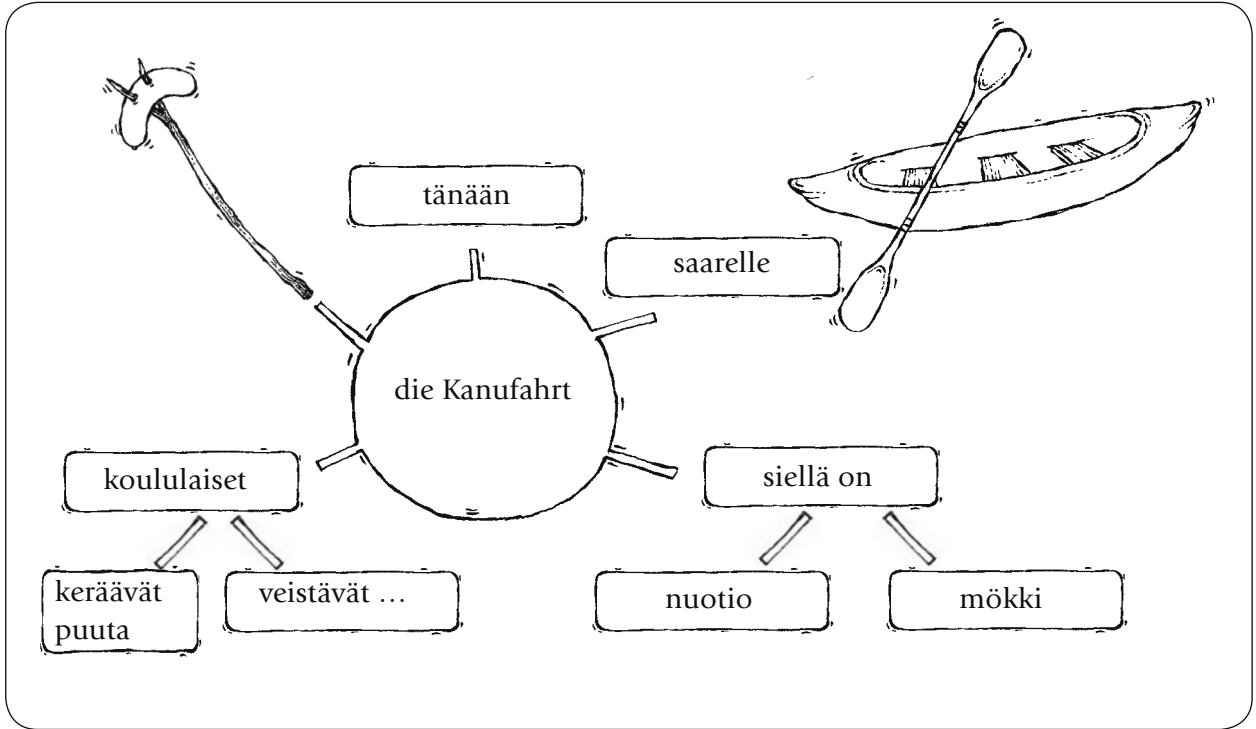 tänään
saarelle
die Kanufahrt
koululaiset
siellä on
keräävät
puuta
veistävät ...
nuotio
mökki